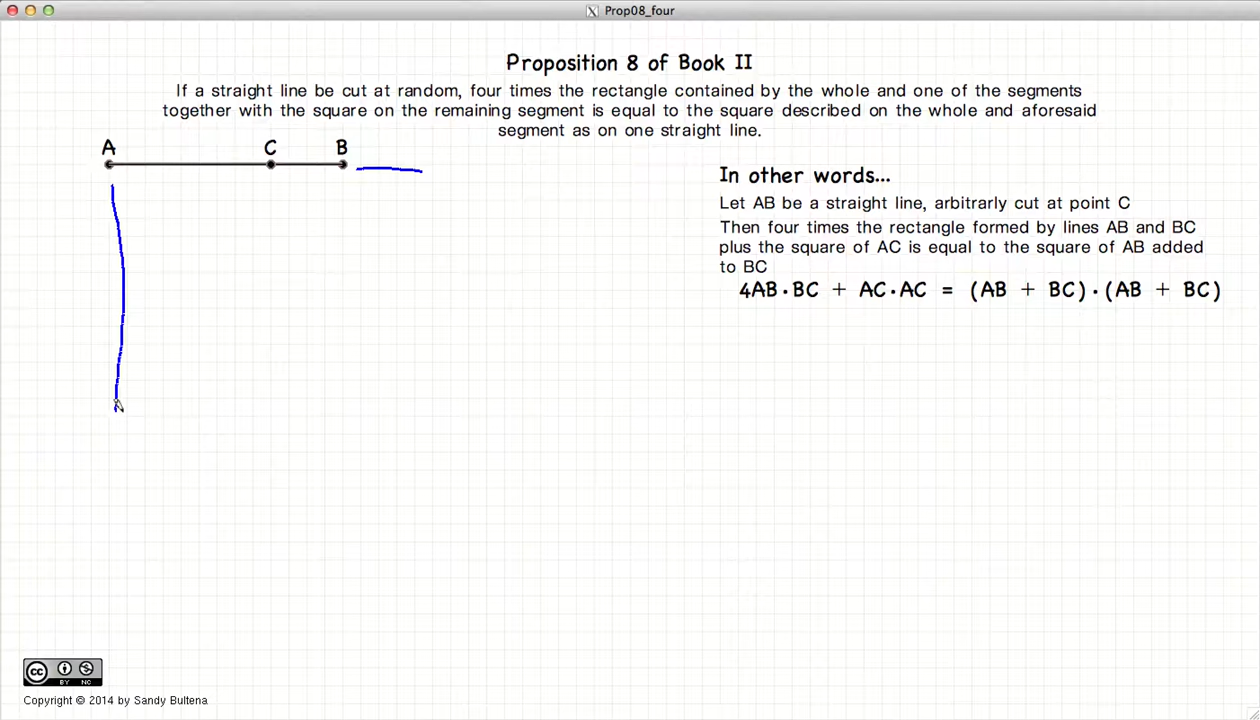 Prop08_four
Proposition 8 of Book II
If a straight line be cut at random, four times the rectangle contained by the whole and one of the segments
together with the square on the remaining segment is equal to the square described on the whole and aforesaid
segment as on one straight line.
A C B
In other words...
Let AB be a straight line, arbitrarly cut at point C
Then four times the rectangle formed by lines AB and BC
plus the square of AC is equal to the square of AB added
to BC
4AB·BC + AC·AC = (AB + BC)·(AB + BC)
cc BY NC
Copyright © 2014 by Sandy Bultena